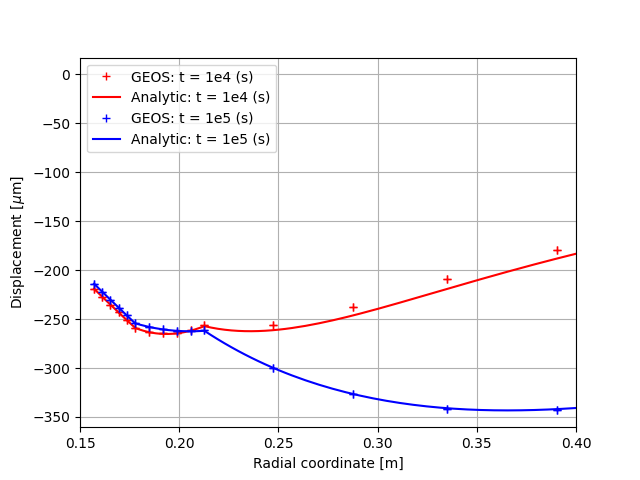 GEOS: t = 1e4 (s)
Analytic: t = 1e4 (s)
GEOS: t = 1e5 (s)
Analytic: t = 1e5 (s)
0
−50
−100
−150
−200
−250
−300
−350
Displacement [μm]
0.15 0.20 0.25 0.30 0.35 0.40
Radial coordinate [m]